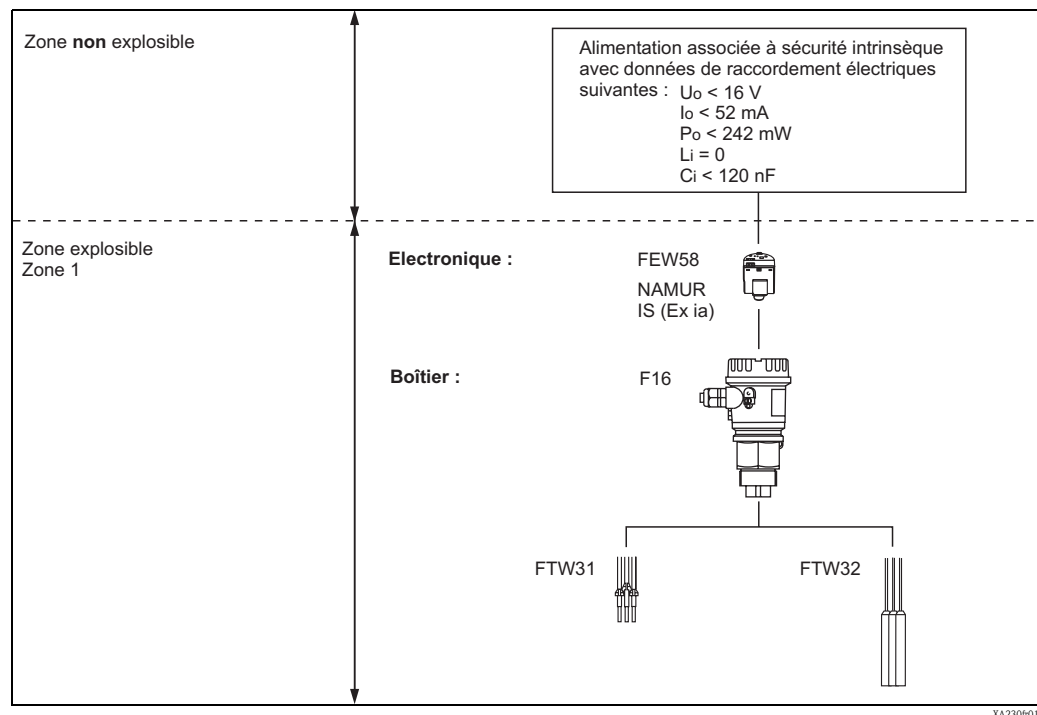 Zone non explosible
Alimentation associée à sécurité intrinsèque
avec données de raccordement électriques
suivantes : Uo < 16 V
Io < 52 mA
Po < 242 mW
Li = 0
Ci < 120 nF
Zone explosible
Zone 1
Electronique : FEW58
NAMUR
IS (Ex ia)
Boîtier : F16
FTW31 FTW32
XA230fr01